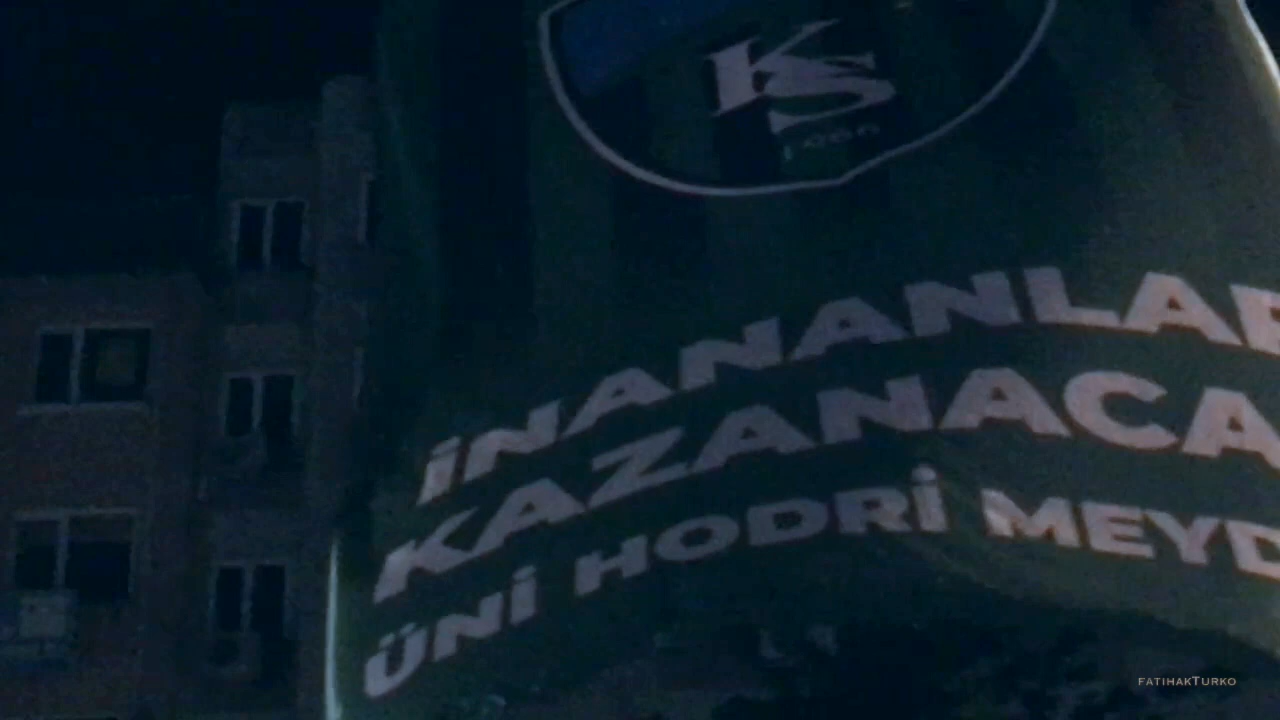 KS
İNANANLAR
KAZANACA
ÜNİ HODRİ MEYD
FATIHAKTURKO